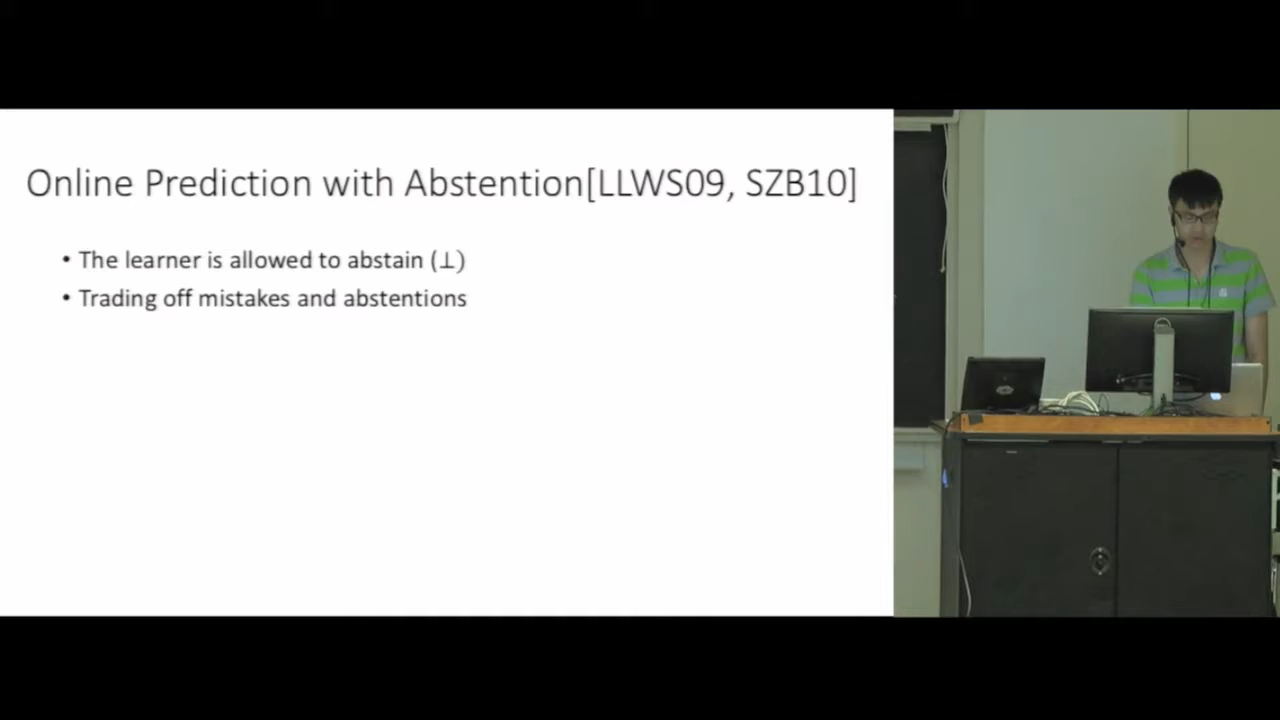 Online Prediction with Abstention[LLWS09, SZB10]
• The learner is allowed to abstain (⊥)
• Trading off mistakes and abstentions